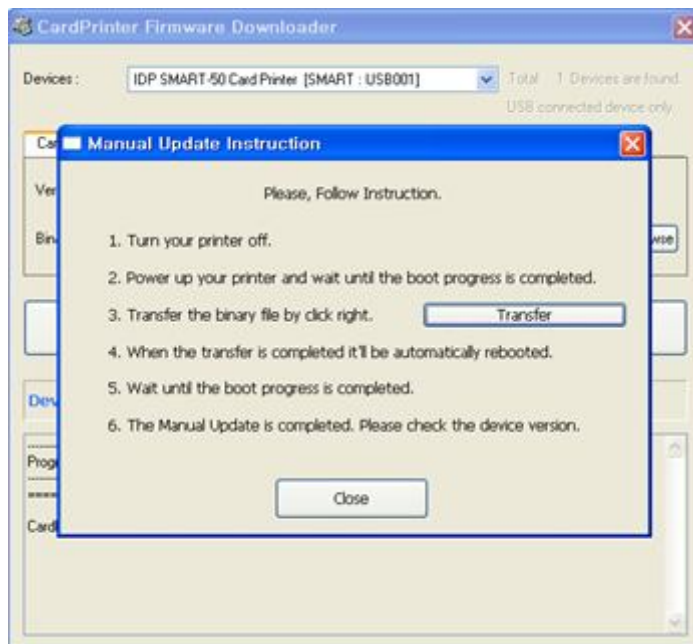 CardPrinter Firmware Downloader
Devices : IDP SMART-50 Card Printer [SMART : USB001] Total 1 Devices are found.
USB connected device only
Manual Update Instruction
Please, Follow Instruction.
1. Turn your printer off.
2. Power up your printer and wait until the boot progress is completed.
3. Transfer the binary file by click right. Transfer
4. When the transfer is completed it'll be automatically rebooted.
5. Wait until the boot progress is completed.
6. The Manual Update is completed. Please check the device version.
Close